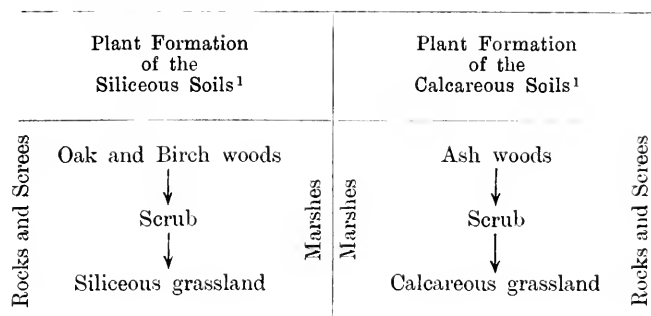 Plant Formation
of the
Siliceous Soils¹
Plant Formation
of the
Calcareous Soils¹
Rocks and Screes
Oak and Birch woods
Scrub
Siliceous grassland
Marshes
Marshes
Ash woods
Scrub
Calcareous grassland
Rocks and Screes